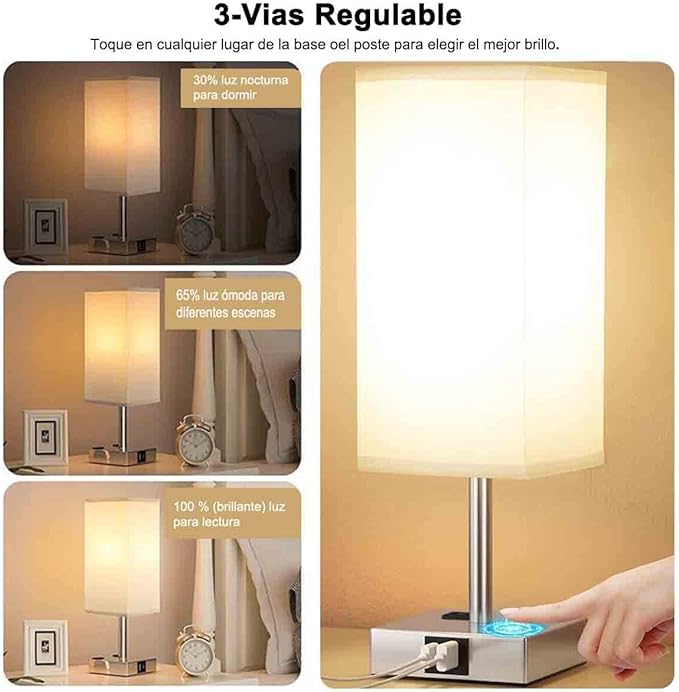 3-Vias Regulable
Toque en cualquier lugar de la base oel poste para elegir el mejor brillo.
30% luz nocturna
para dormir
65% luz ómoda para
diferentes escenas
100 % (brillante) luz
para lectura